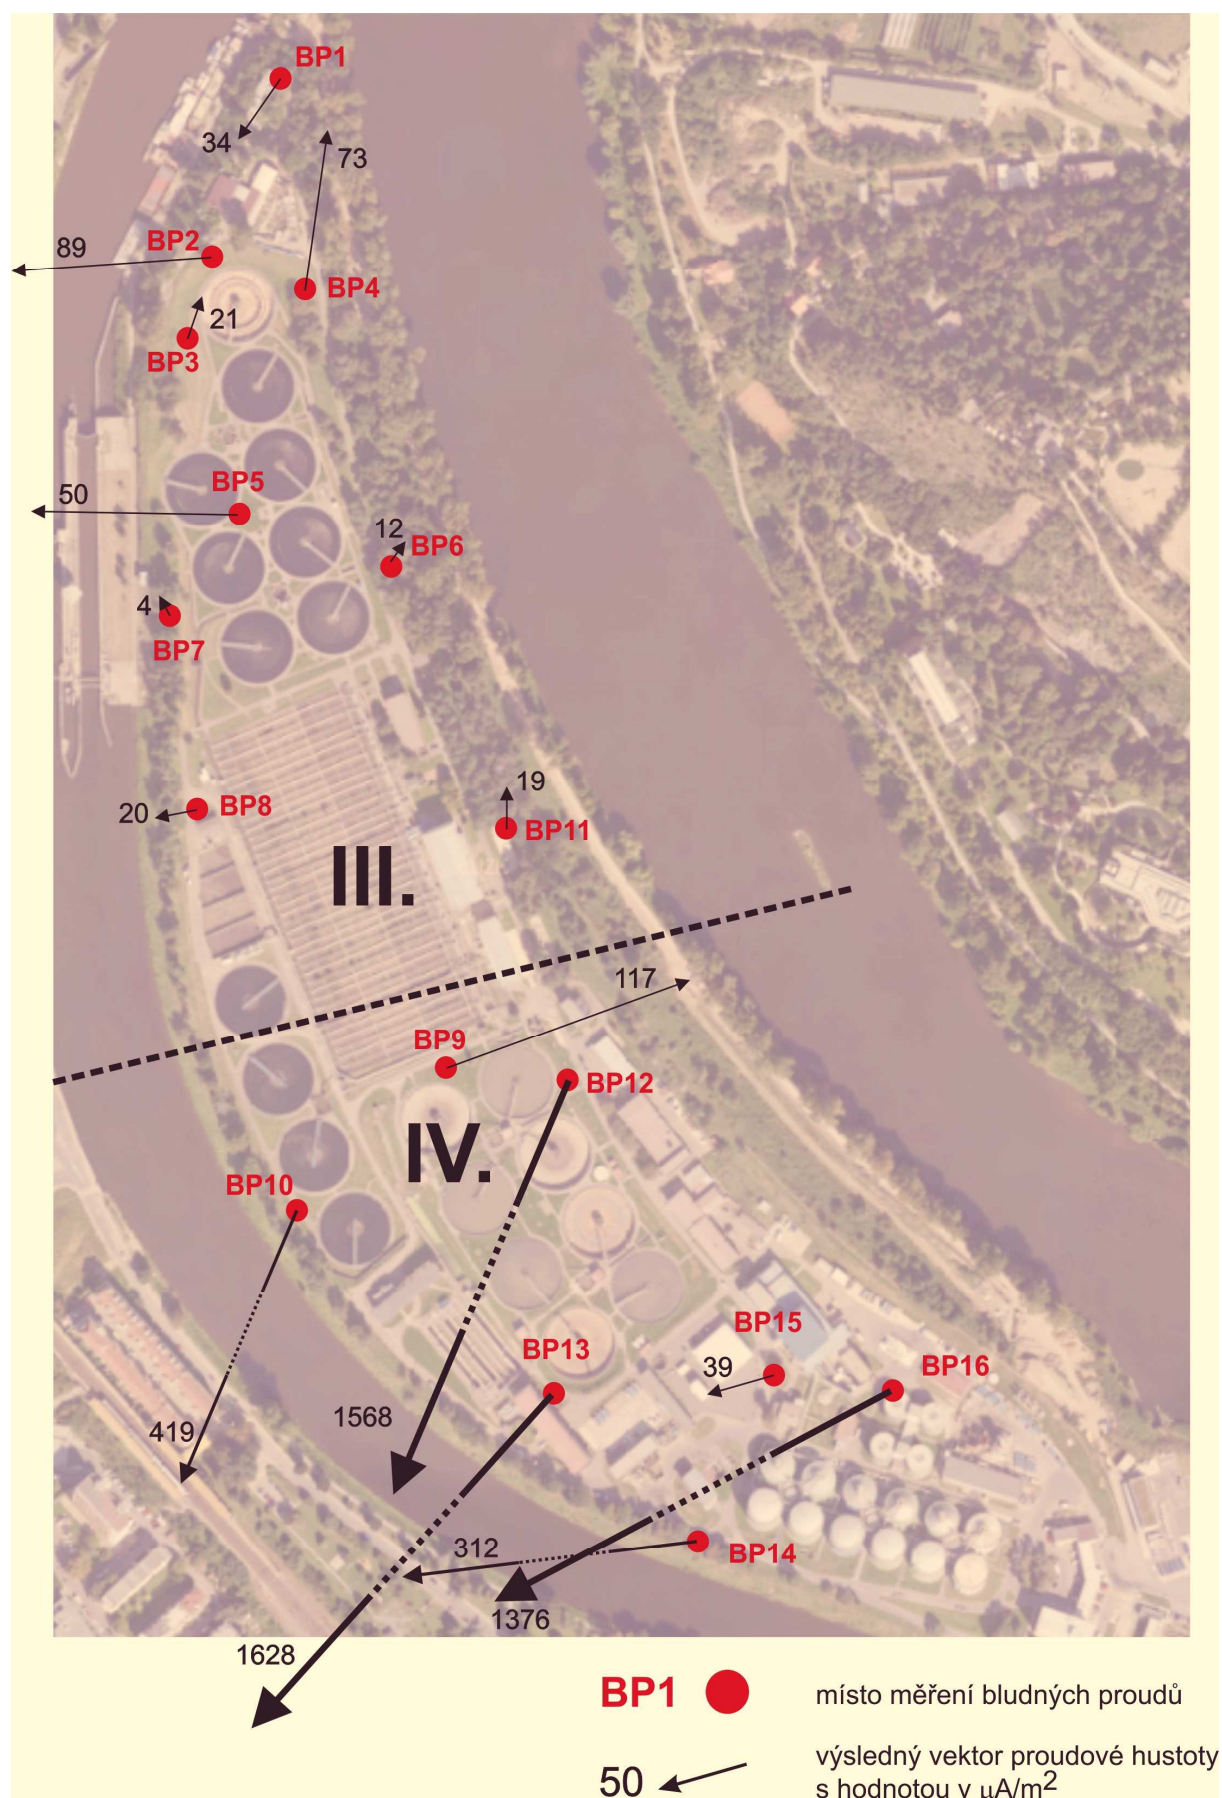 BP1
34
73
89
BP2
BP4
21
BP3
BP5
50
12
BP6
4
BP7
19
20
BP8
BP11
III.
117
BP9
BP12
IV.
BP10
BP15
BP13
39
BP16
1568
419
312
BP14
1376
1628
BP1
místo měření bludných proudů
50
výsledný vektor proudové hustoty
s hodnotou v µA/m2